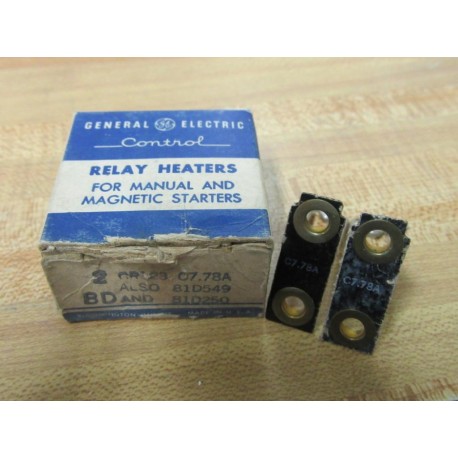 GENERAL GE ELECTRIC
Control
RELAY HEATERS
FOR MANUAL AND
MAGNETIC STARTERS
2 CR123 C7.78A
ALSO 81D549
BD AND 81D250
C7.78A
C7.78A